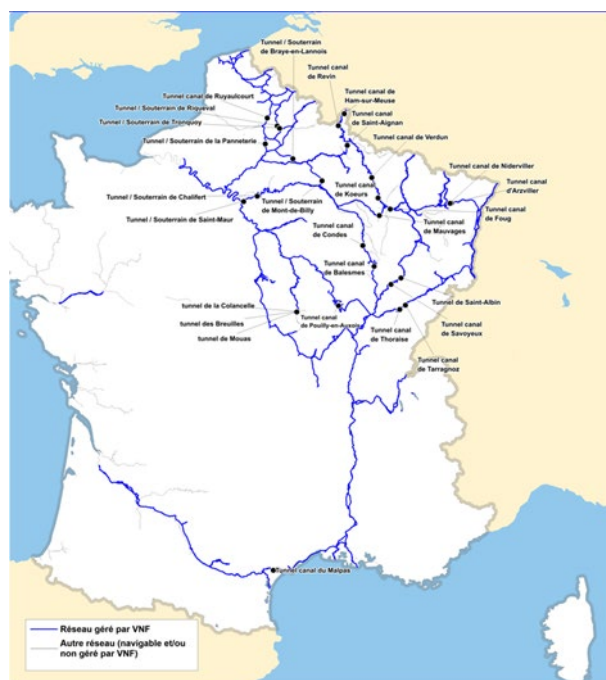 Tunnel / Souterrain
de Braye-en-Lannois
Tunnel canal
de Revin
Tunnel canal de
Ham-sur-Meuse
Tunnel canal
de Saint-Aignan
Tunnel canal de Ruyaulcourt
Tunnel / Souterrain de Riqueval
Tunnel / Souterrain de Tronquoy
Tunnel canal de Verdun
Tunnel / Souterrain de la Panneterie
Tunnel canal de Niderviller
Tunnel canal
d'Arzviller
Tunnel / Souterrain de Chalifert
Tunnel / Souterrain
de Mont-de-Billy
Tunnel canal
de Koeurs
Tunnel canal
de Foug
Tunnel / Souterrain de Saint-Maur
Tunnel canal
de Mauvages
Tunnel canal
de Condes
Tunnel canal
de Balesmes
tunnel de la Colancelle
tunnel des Breuilles
tunnel de Mouas
Tunnel canal
de Pouilly-en-Auxois
Tunnel de Saint-Albin
Tunnel canal
de Thoraise
Tunnel canal
de Savoyeux
Tunnel canal
de Tarragnoz
Tunnel canal du Malpas
Réseau géré par VNF
Autre réseau (navigable et/ou
non géré par VNF)